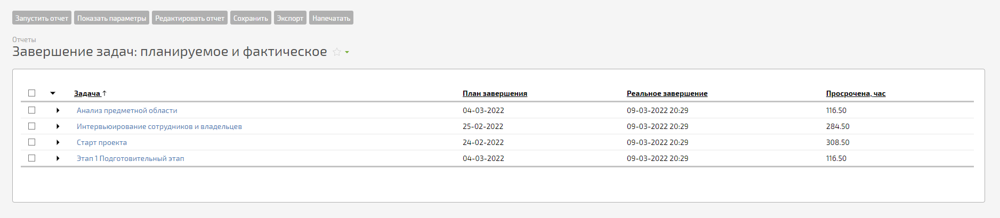 Запустить отчет Показать параметры Редактировать отчет Сохранить Экспорт Напечатать
Отчеты
Завершение задач: планируемое и фактическое
Задача ↑ План завершения Реальное завершение Просрочена, час
Анализ предметной области 04-03-2022 09-03-2022 20:29 116.50
Интервьюирование сотрудников и владельцев 25-02-2022 09-03-2022 20:29 284.50
Старт проекта 24-02-2022 09-03-2022 20:29 308.50
Этап 1 Подготовительный этап 04-03-2022 09-03-2022 20:29 116.50